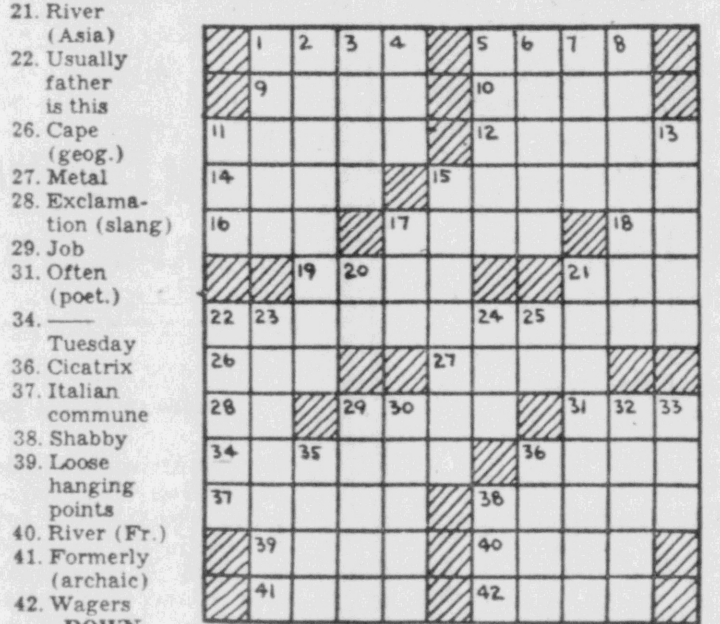 21. River
(Asia)
22. Usually
father
is this
26. Cape
(geog.)
27. Metal
28. Exclama-
tion (slang)
29. Job
31. Often
(poet.)
34. ——
Tuesday
36. Cicatrix
37. Italian
commune
38. Shabby
39. Loose
hanging
points
40. River (Fr.)
41. Formerly
(archaic)
42. Wagers
DOWN
1 2 3 4 5 6 7 8
9 10
11 12 13
14 15
16 17 18
19 20 21
22 23 24 25
26 27
28 29 30 31 32 33
34 35 36
37 38
39 40
41 42